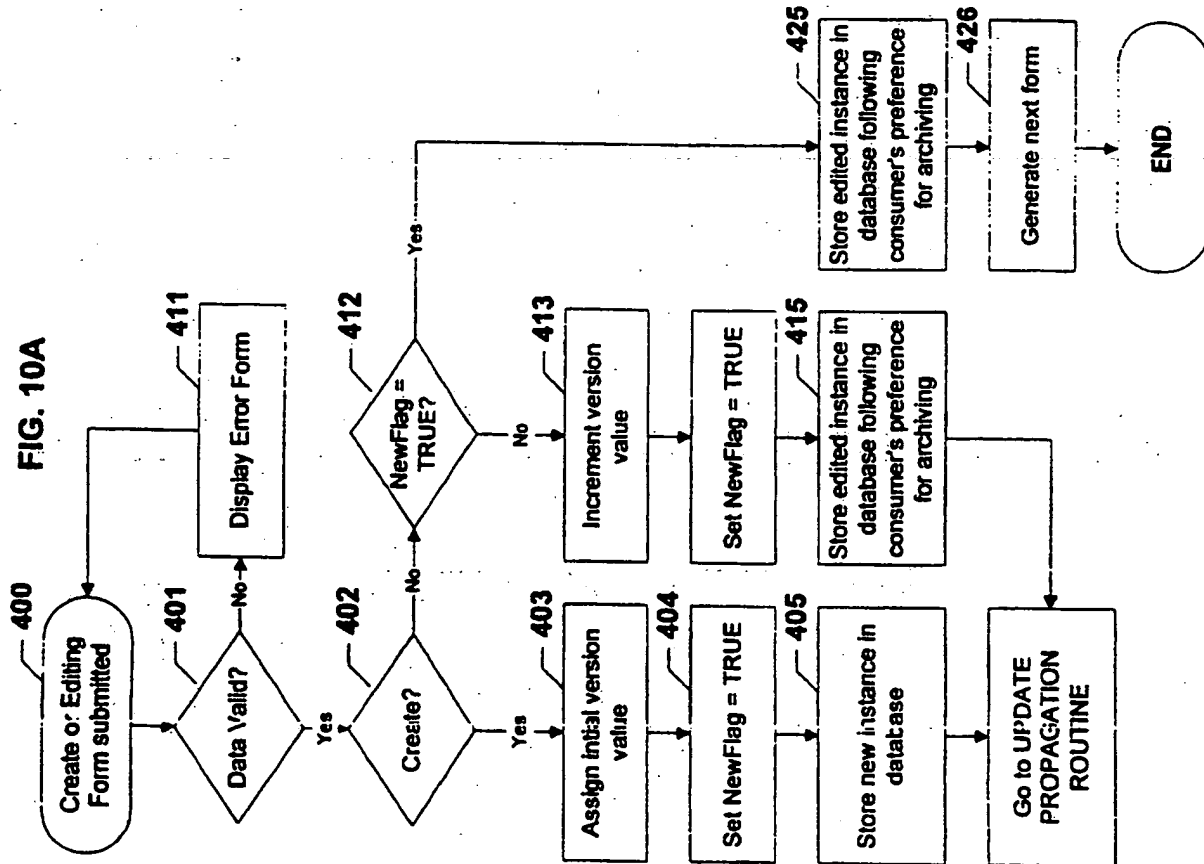 FIG. 10A
400
Create or Editing
Form submitted
401
Data Valid?
No
411
Display Error Form
Yes
402
Create?
No
412
NewFlag =
TRUE?
Yes
Yes
403
Assign initial version
value
404
Set NewFlag = TRUE
405
Store new instance in
database
Go to UPDATE
PROPAGATION
ROUTINE
No
413
Increment version
value
Set NewFlag = TRUE
415
Store edited instance in
database following
consumer's preference
for archiving
425
Store edited instance in
database following
consumer's preference
for archiving
426
Generate next form
END